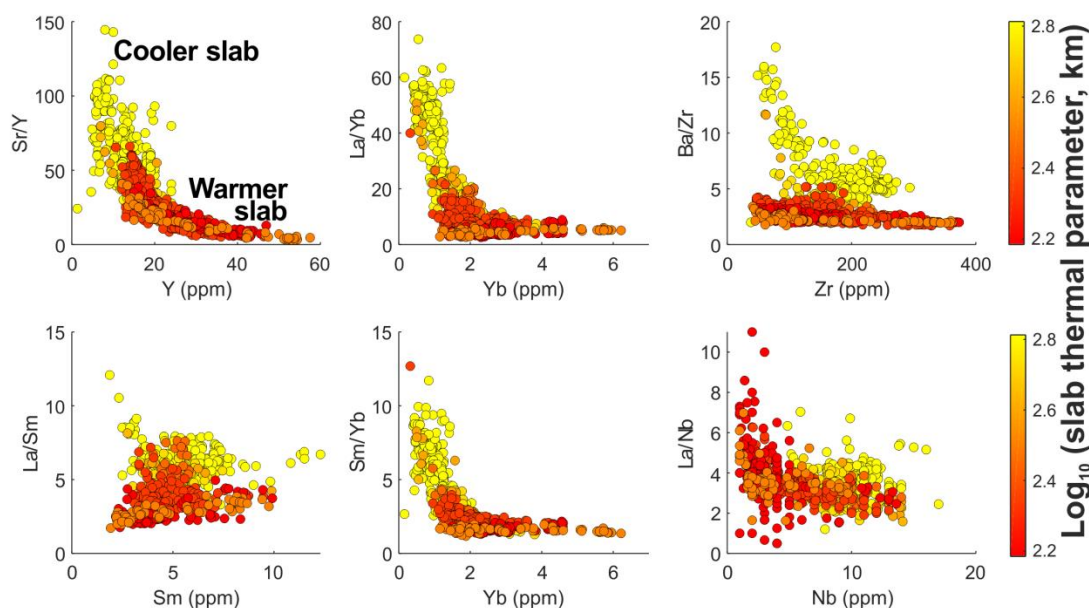 150
100
50
0
Sr/Y
Cooler slab
Warmer
slab
0 20 40 60
Y (ppm)
80
60
40
20
0
La/Yb
0 2 4 6
Yb (ppm)
20
15
10
5
0
Ba/Zr
0 200 400
Zr (ppm)
2.8
2.6
2.4
2.2
15
10
5
0
La/Sm
0 5 10
Sm (ppm)
15
10
5
0
Sm/Yb
0 2 4 6
Yb (ppm)
10
8
6
4
2
0
La/Nb
0 10 20
Nb (ppm)
2.8
2.6
2.4
2.2
Log10 (slab thermal parameter, km)